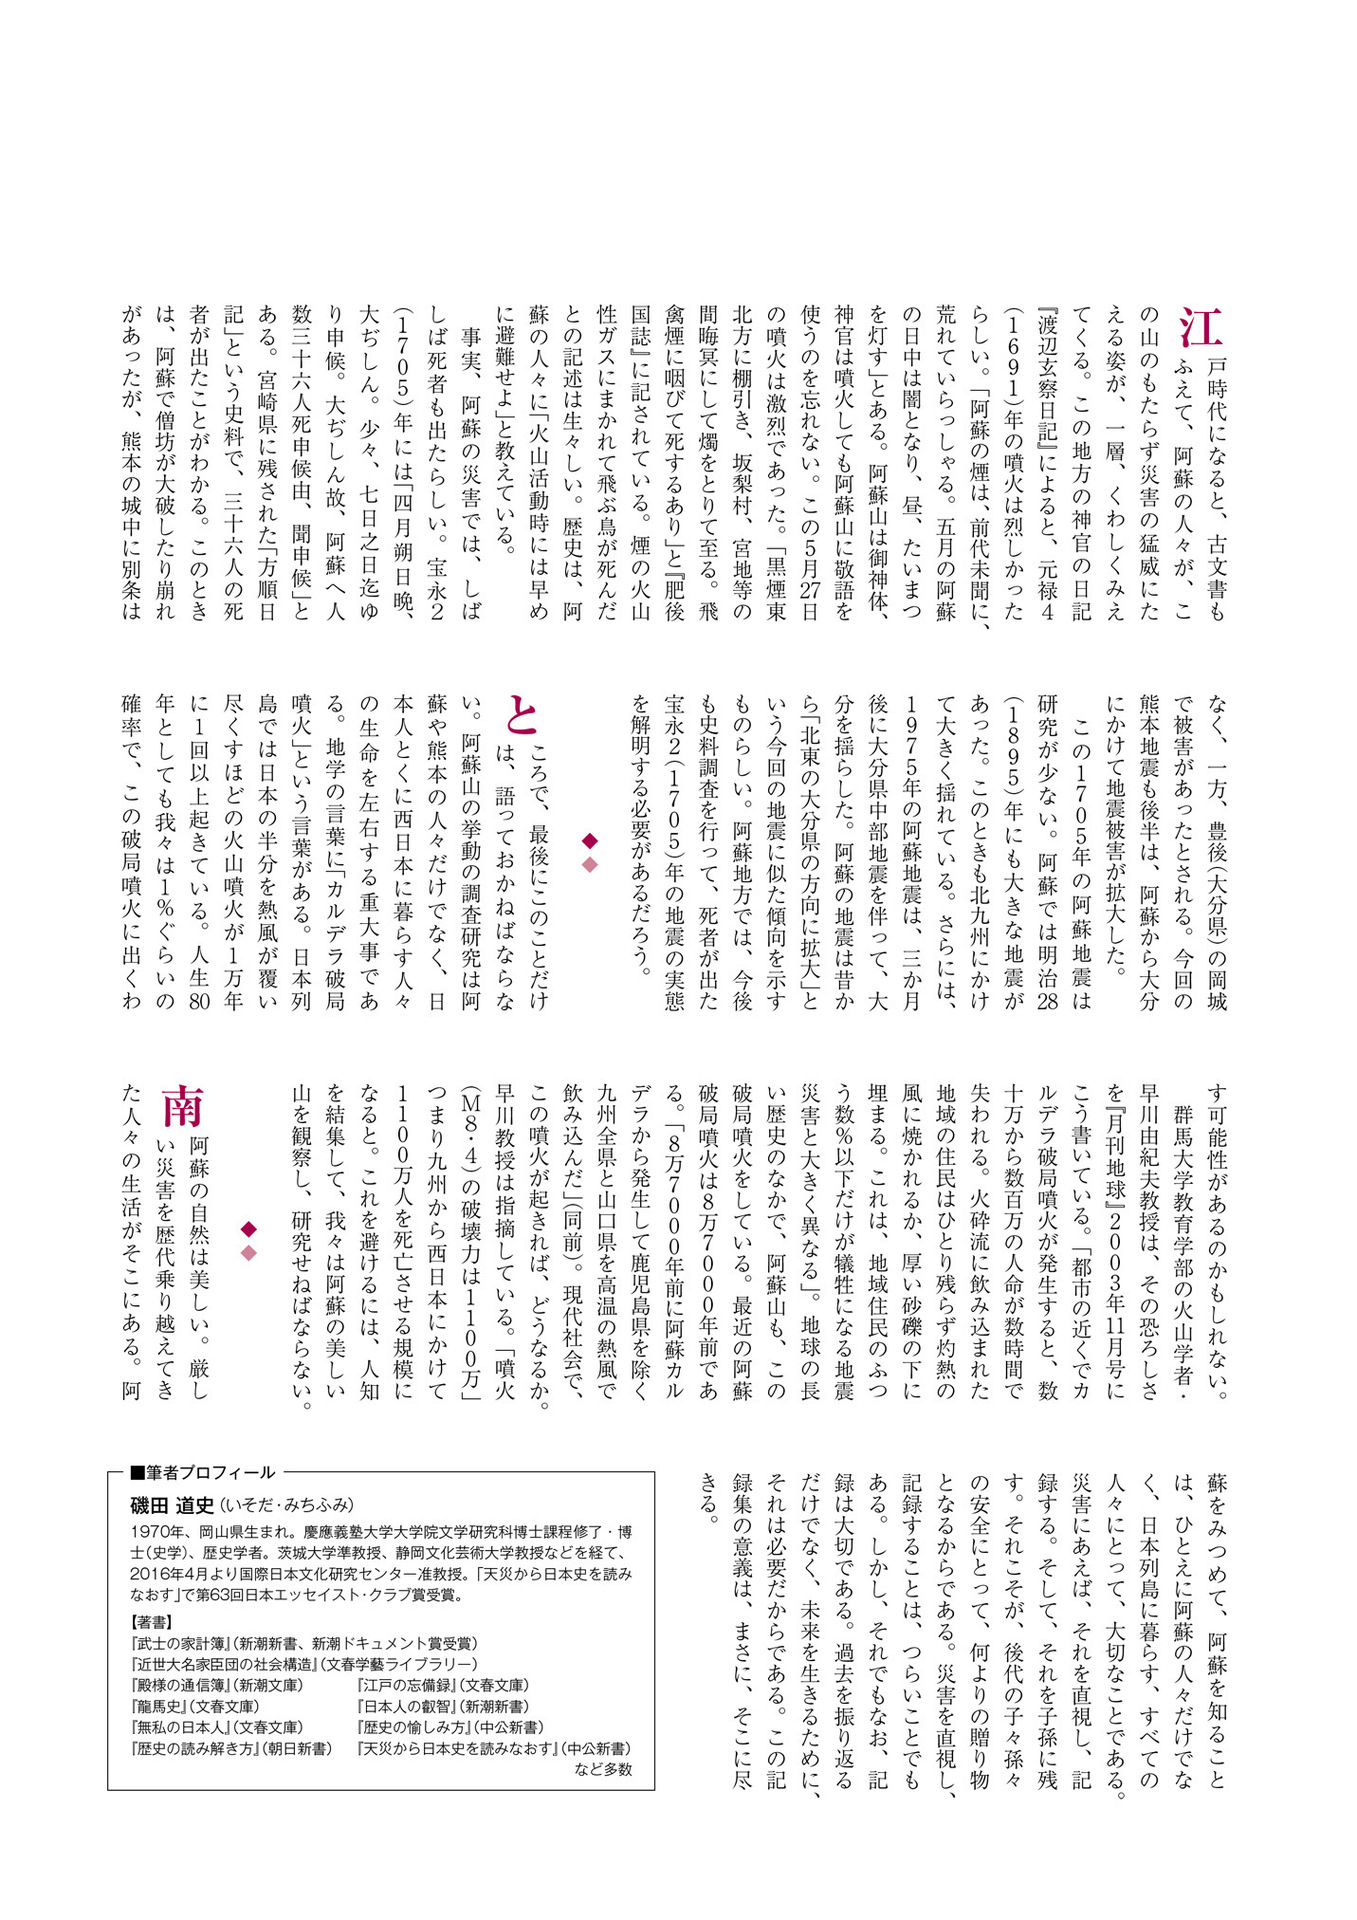 江戸時代になると、古文書も
ふえて、阿蘇の人々が、こ
の山のもたらず災害の猛威にた
える姿が、一層、くわしくみえ
てくる。この地方の神官の日記
『渡辺玄察日記』によると、元禄4
(1691)年の噴火は烈しかった
らしい。「阿蘇の煙は、前代未聞に、
荒れていらっしゃる。五月の阿蘇
の日中は闇となり、昼、たいまつ
を灯す」とある。阿蘇山は御神体、
神官は噴火しても阿蘇山に敬語を
使うのを忘れない。この5月27日
の噴火は激烈であった。「黒煙東
北方に棚引き、坂梨村、宮地等の
間晦冥にして燭をとりて至る。飛
禽煙に咽びて死するあり」と『肥後
国誌』に記されている。煙の火山
性ガスにまかれて飛ぶ鳥が死んだ
との記述は生々しい。歴史は、阿
蘇の人々に「火山活動時には早め
に避難せよ」と教えている。
事実、阿蘇の災害では、しば
しば死者も出たらしい。宝永2
(1705)年には「四月朔日晩、
大ぢしん。少々、七日之日迄ゆ
り申候。大ぢしん故、阿蘇へ人
数三十六人死申候由、聞申候」と
ある。宮崎県に残された「方順日
記」という史料で、三十六人の死
者が出たことがわかる。このとき
は、阿蘇で僧坊が大破したり崩れ
があったが、熊本の城中に別条は
なく、一方、豊後(大分県)の岡城
で被害があったとされる。今回の
熊本地震も後半は、阿蘇から大分
にかけて地震被害が拡大した。
この1705年の阿蘇地震は
研究が少ない。阿蘇では明治28
(1895)年にも大きな地震が
あった。このときも北九州にかけ
て大きく揺れている。さらには、
1975年の阿蘇地震は、三か月
後に大分県中部地震を伴って、大
分を揺らした。阿蘇の地震は昔か
ら「北東の大分県の方向に拡大」と
いう今回の地震に似た傾向を示す
ものらしい。阿蘇地方では、今後
も史料調査を行って、死者が出た
宝永2(1705)年の地震の実態
を解明する必要があるだろう。
ところで、最後にこのことだけ
は、語っておかねばならな
い。阿蘇山の挙動の調査研究は阿
蘇や熊本の人々だけでなく、日
本人とくに西日本に暮らす人々
の生命を左右する重大事であ
る。地学の言葉に「カルデラ破局
噴火」という言葉がある。日本列
島では日本の半分を熱風が覆い
尽くすほどの火山噴火が1万年
に1回以上起きている。人生80
年としても我々は1%ぐらいの
確率で、この破局噴火に出くわ
す可能性があるのかもしれない。
群馬大学教育学部の火山学者・
早川由紀夫教授は、その恐ろしさ
を『月刊地球』2003年11月号に
こう書いている。「都市の近くでカ
ルデラ破局噴火が発生すると、数
十万から数百万の人命が数時間で
失われる。火砕流に飲み込まれた
地域の住民はひとり残らず灼熱の
風に焼かれるか、厚い砂礫の下に
埋まる。これは、地域住民のふつ
う数%以下だけが犠牲になる地震
災害と大きく異なる」。地球の長
い歴史のなかで、阿蘇山も、この
破局噴火をしている。最近の阿蘇
破局噴火は8万7000年前であ
る。「8万7000年前に阿蘇カル
デラから発生して鹿児島県を除く
九州全県と山口県を高温の熱風で
飲み込んだ」(同前)。現代社会で、
この噴火が起きれば、どうなるか。
早川教授は指摘している。「噴火
(M8・4)の破壊力は1100万」
つまり九州から西日本にかけて
1100万人を死亡させる規模に
なると。これを避けるには、人知
を結集して、我々は阿蘇の美しい
山を観察し、研究せねばならない。
南阿蘇の自然は美しい。厳し
い災害を歴代乗り越えてき
た人々の生活がそこにある。阿
蘇をみつめて、阿蘇を知ること
は、ひとえに阿蘇の人々だけでな
く、日本列島に暮らす、すべての
人々にとって、大切なことである。
災害にあえば、それを直視し、記
録する。そして、それを子孫に残
す。それこそが、後代の子々孫々
の安全にとって、何よりの贈り物
となるからである。災害を直視し、
記録することは、つらいことでも
ある。しかし、それでもなお、記
録は大切である。過去を振り返る
だけでなく、未来を生きるために、
それは必要だからである。この記
録集の意義は、まさに、そこに尽
きる。
■筆者プロフィール
磯田 道史(いそだ・みちふみ)
1970年、岡山県生まれ。慶應義塾大学大学院文学研究科博士課程修了・博
士(史学)、歴史学者。茨城大学準教授、静岡文化芸術大学教授などを経て、
2016年4月より国際日本文化研究センター准教授。「天災から日本史を読み
なおす」で第63回日本エッセイスト・クラブ賞受賞。
【著書】
『武士の家計簿』(新潮新書、新潮ドキュメント賞受賞)
『近世大名家臣団の社会構造』(文春学藝ライブラリー)
『殿様の通信簿』(新潮文庫) 『江戸の忘備録』(文春文庫)
『龍馬史』(文春文庫) 『日本人の叡智』(新潮新書)
『無私の日本人』(文春文庫) 『歴史の愉しみ方』(中公新書)
『歴史の読み解き方』(朝日新書) 『天災から日本史を読みなおす』(中公新書)
など多数